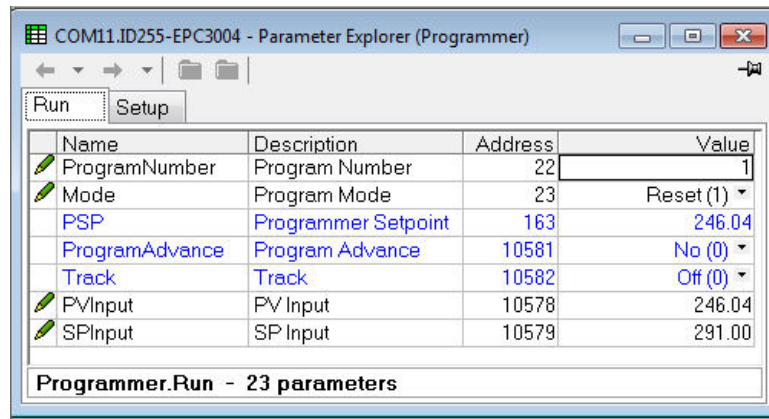 COM11.ID255-EPC3004 - Parameter Explorer (Programmer)
Run Setup
Name Description Address Value
ProgramNumber Program Number 22 1
Mode Program Mode 23 Reset (1)
PSP Programmer Setpoint 163 246.04
ProgramAdvance Program Advance 10581 No (0)
Track Track 10582 Off (0)
PVInput PV Input 10578 246.04
SPInput SP Input 10579 291.00
Programmer.Run - 23 parameters